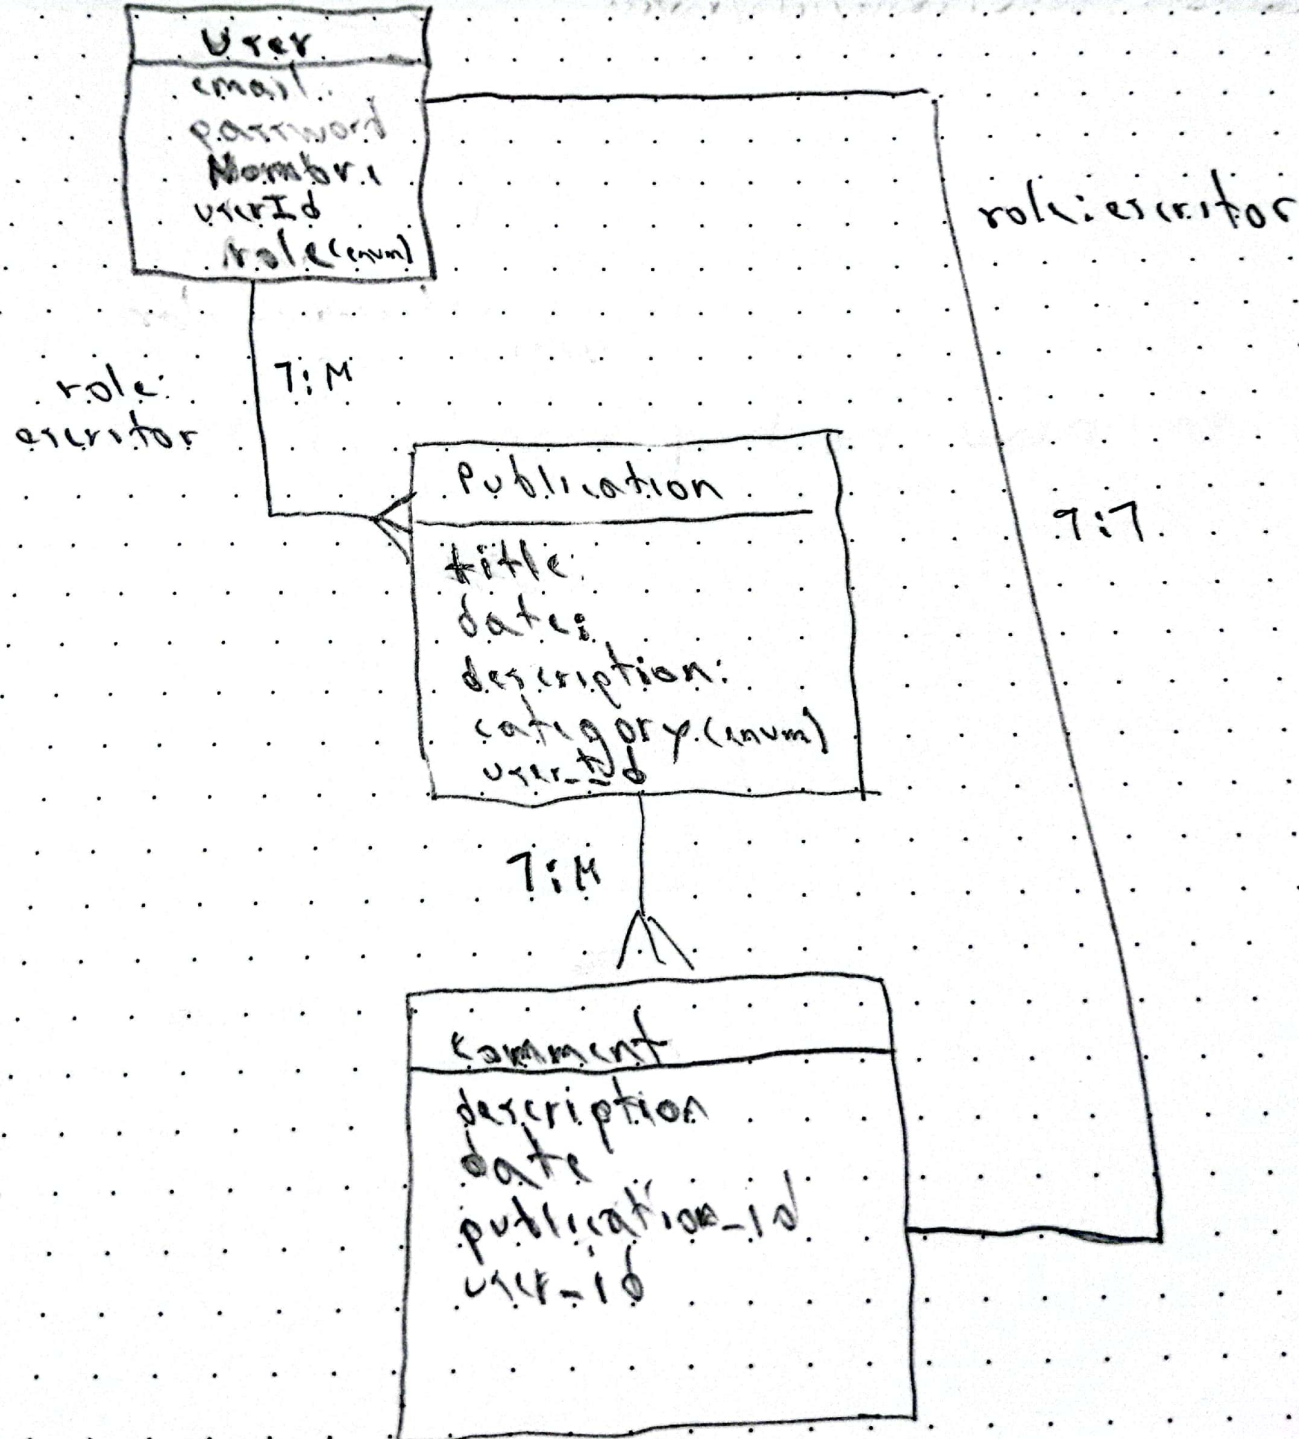 User
email
password
Nombre
userId
role (enum)
role: escritor
role:
escritor
1:M
Publication
title:
date:
description:
category (enum)
user_id
1:1
1:M
comment
description
date
publication_id
user_id